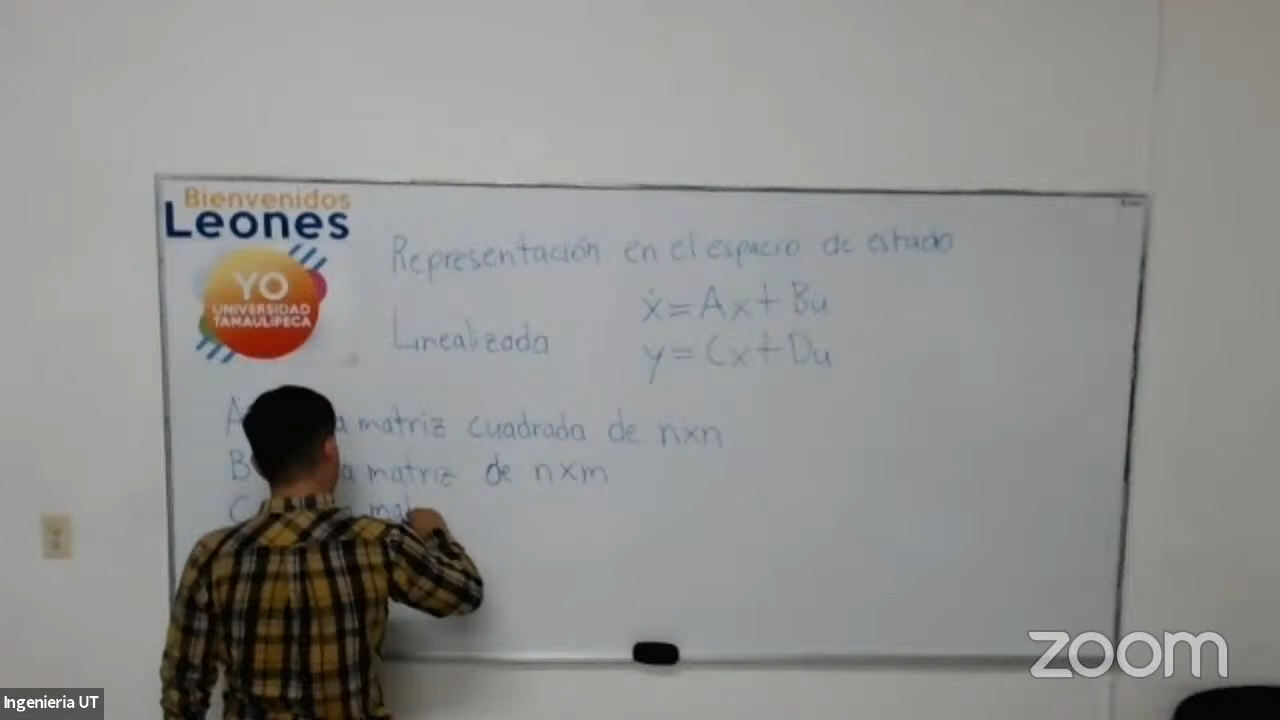 Bienvenidos
Leones
YO
UNIVERSIDAD
TAMAULIPECA
Representación en el espacio de estado
Linealizada
ẋ=Ax+Bu
y=Cx+Du
A a matriz cuadrada de nxn
B a matriz de nxm
C mat
zoom
Ingenieria UT